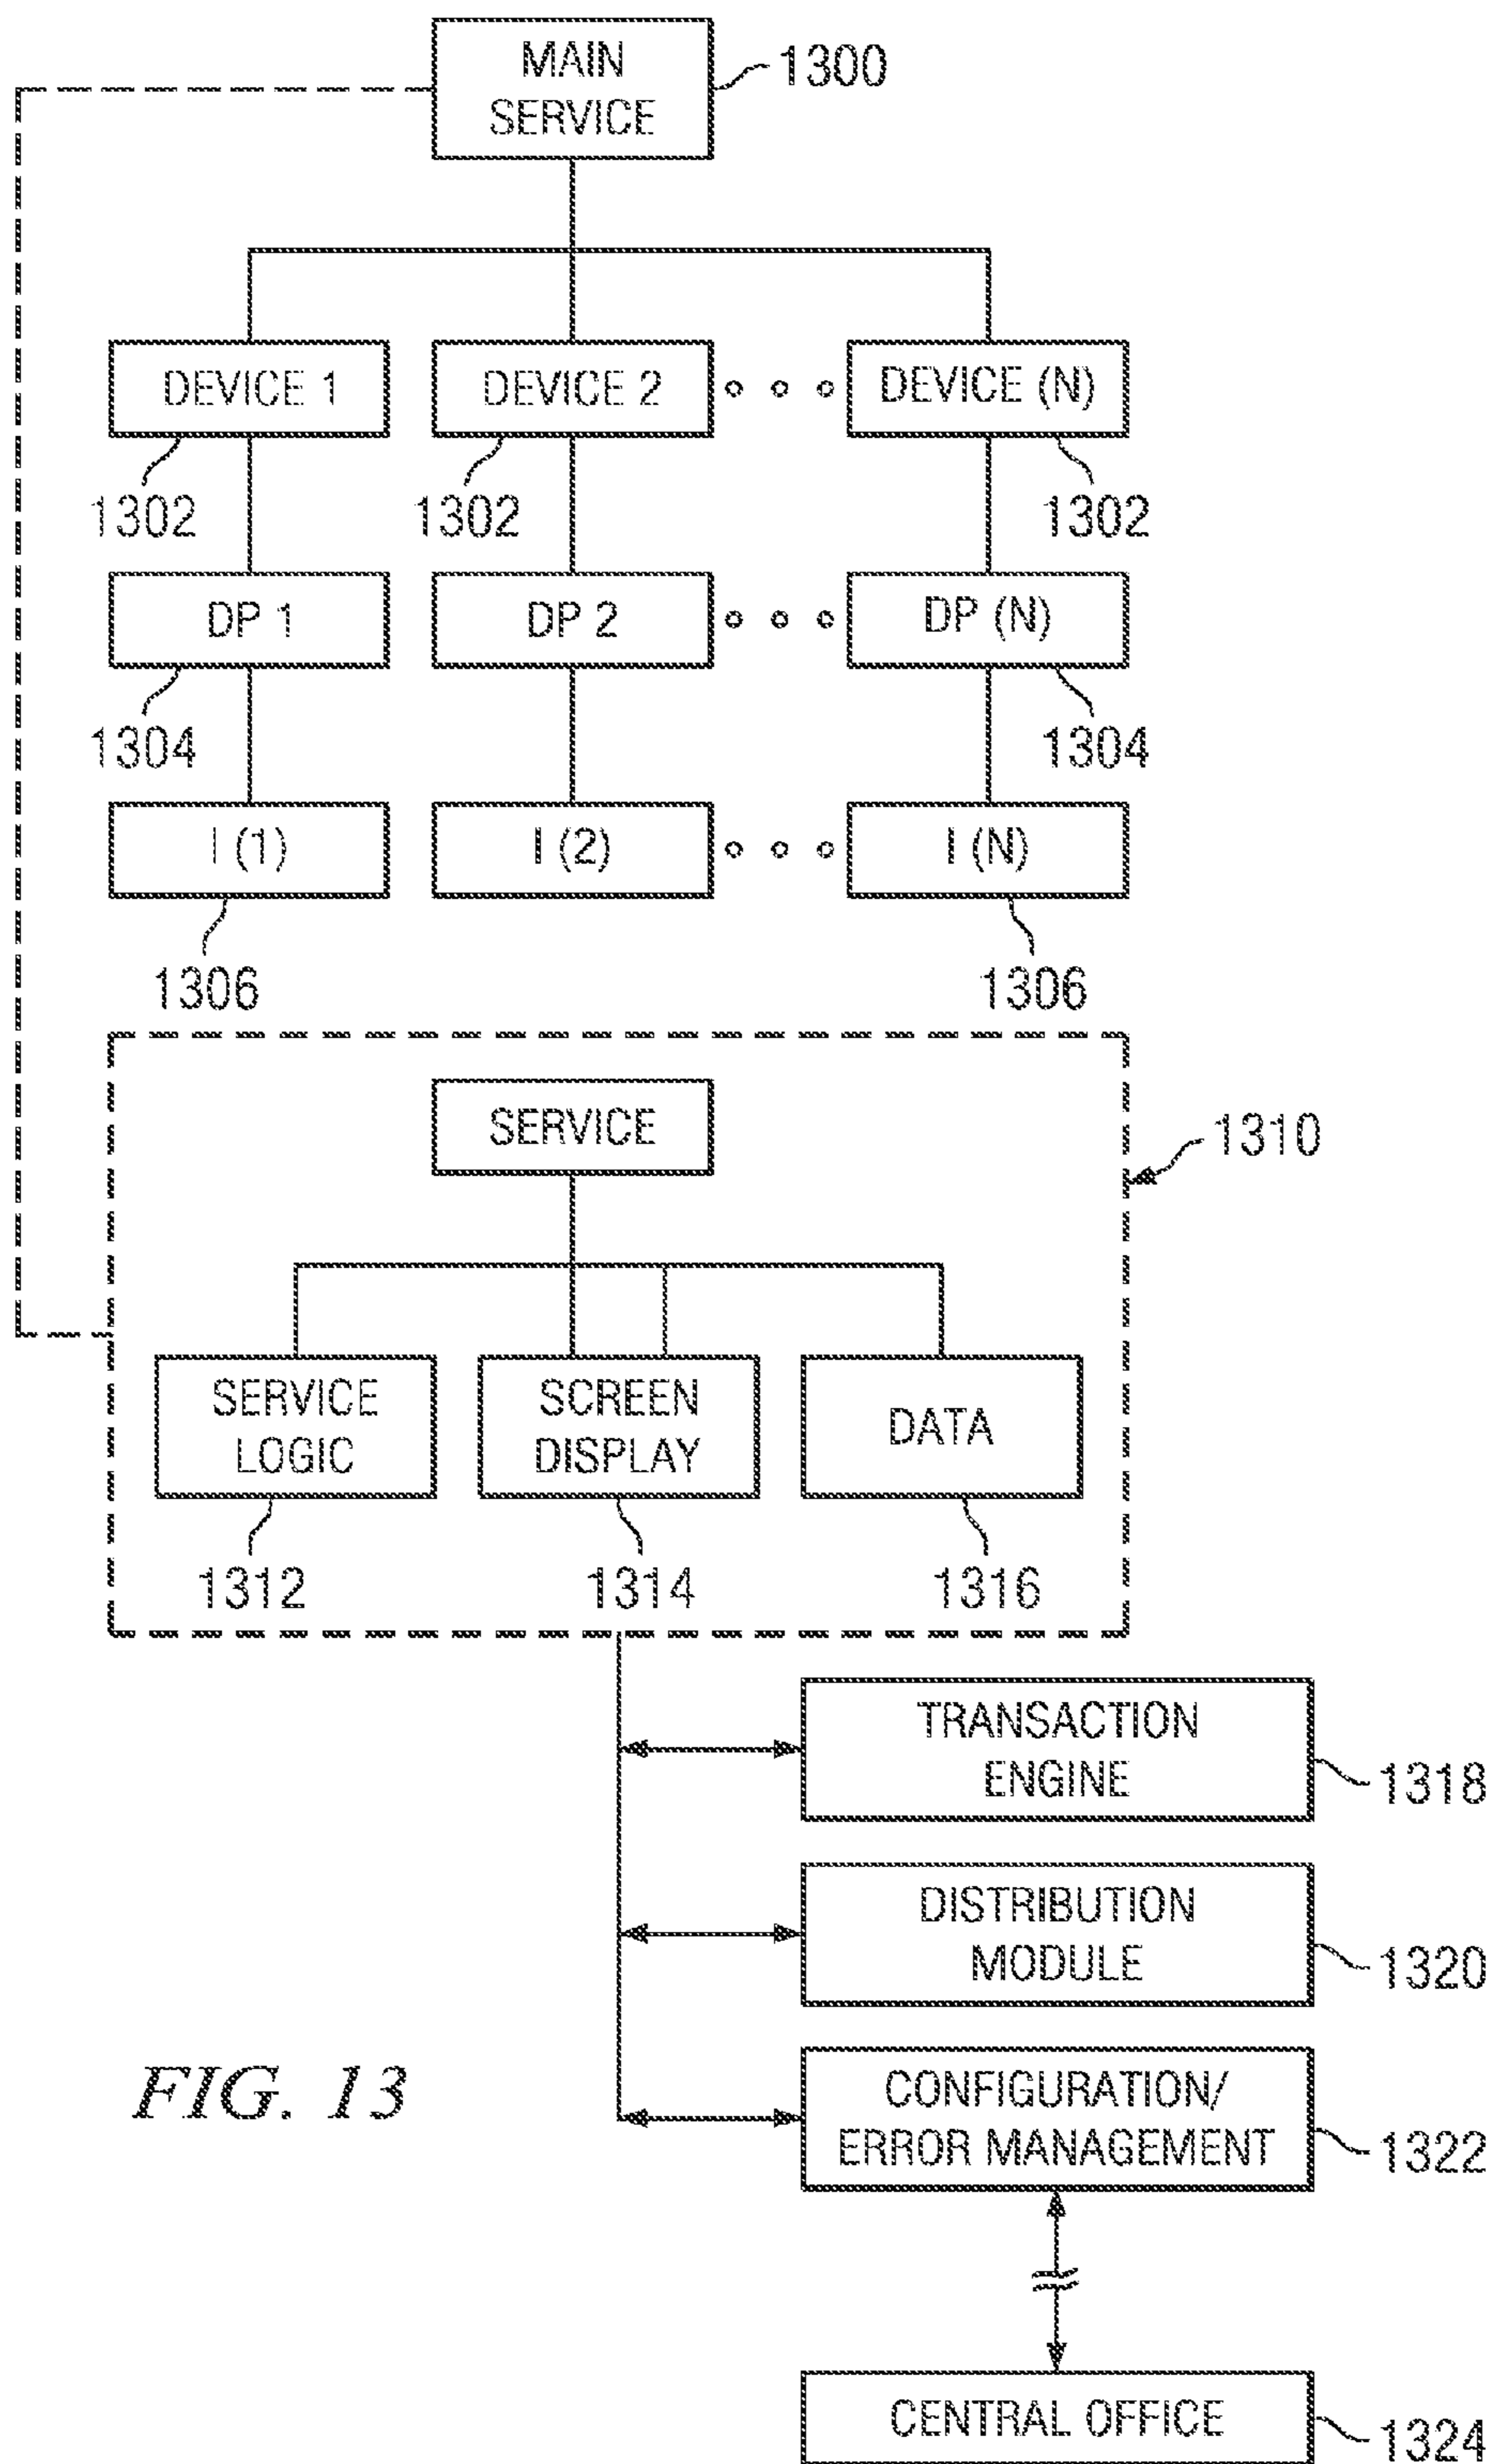 MAIN
SERVICE
1300
DEVICE 1
DEVICE 2
DEVICE (N)
1302
1302
1302
DP 1
DP 2
DP (N)
1304
1304
I (1)
I (2)
I (N)
1306
1306
SERVICE
1310
SERVICE
LOGIC
SCREEN
DISPLAY
DATA
1312
1314
1316
TRANSACTION
ENGINE
1318
DISTRIBUTION
MODULE
1320
FIG. 13
CONFIGURATION/
ERROR MANAGEMENT
1322
CENTRAL OFFICE
1324